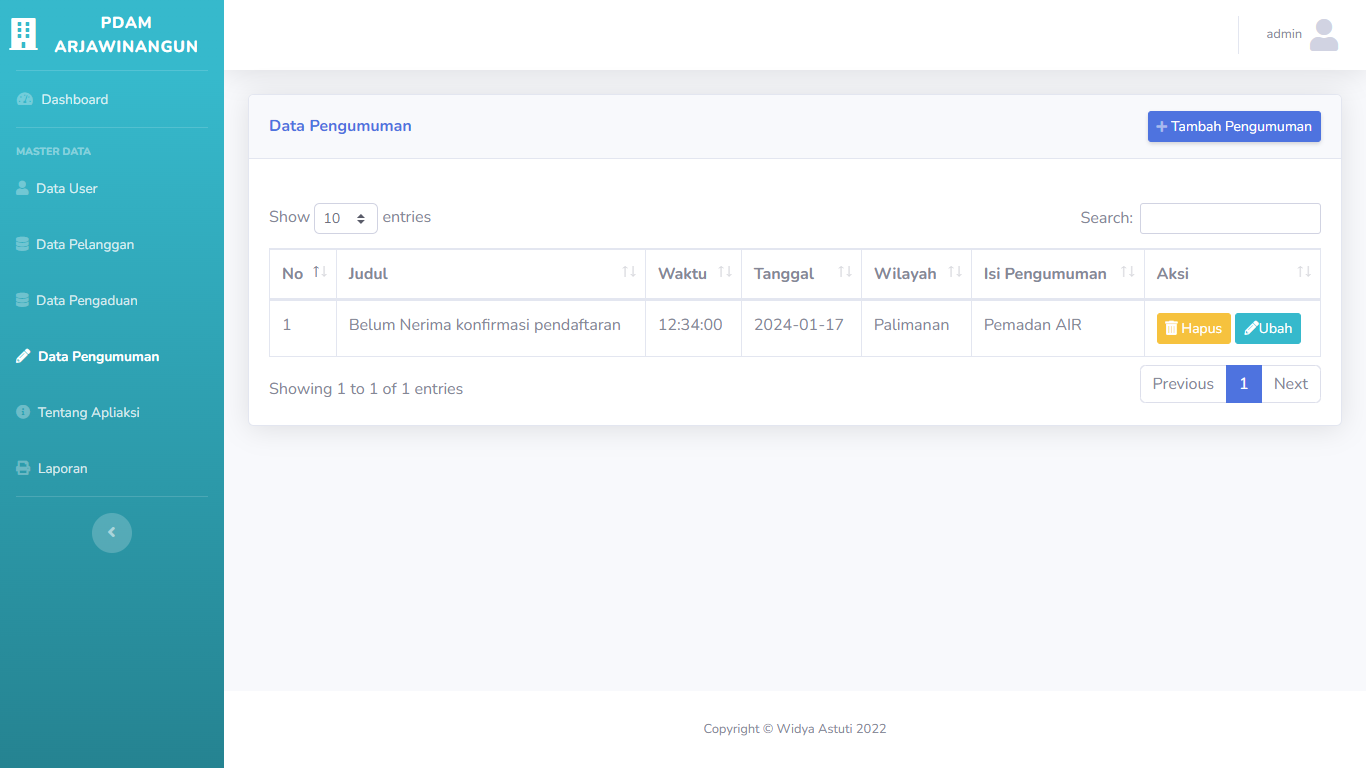 PDAM
ARJAWINANGUN
admin
Dashboard
MASTER DATA
Data User
Data Pelanggan
Data Pengaduan
Data Pengumuman
Tentang Apliaksi
Laporan
Data Pengumuman
Tambah Pengumuman
Show 10 entries
Search:
No Judul Waktu Tanggal Wilayah Isi Pengumuman Aksi
1 Belum Nerima konfirmasi pendaftaran 12:34:00 2024-01-17 Palimanan Pemadan AIR Hapus Ubah
Showing 1 to 1 of 1 entries
Previous 1 Next
Copyright © Widya Astuti 2022